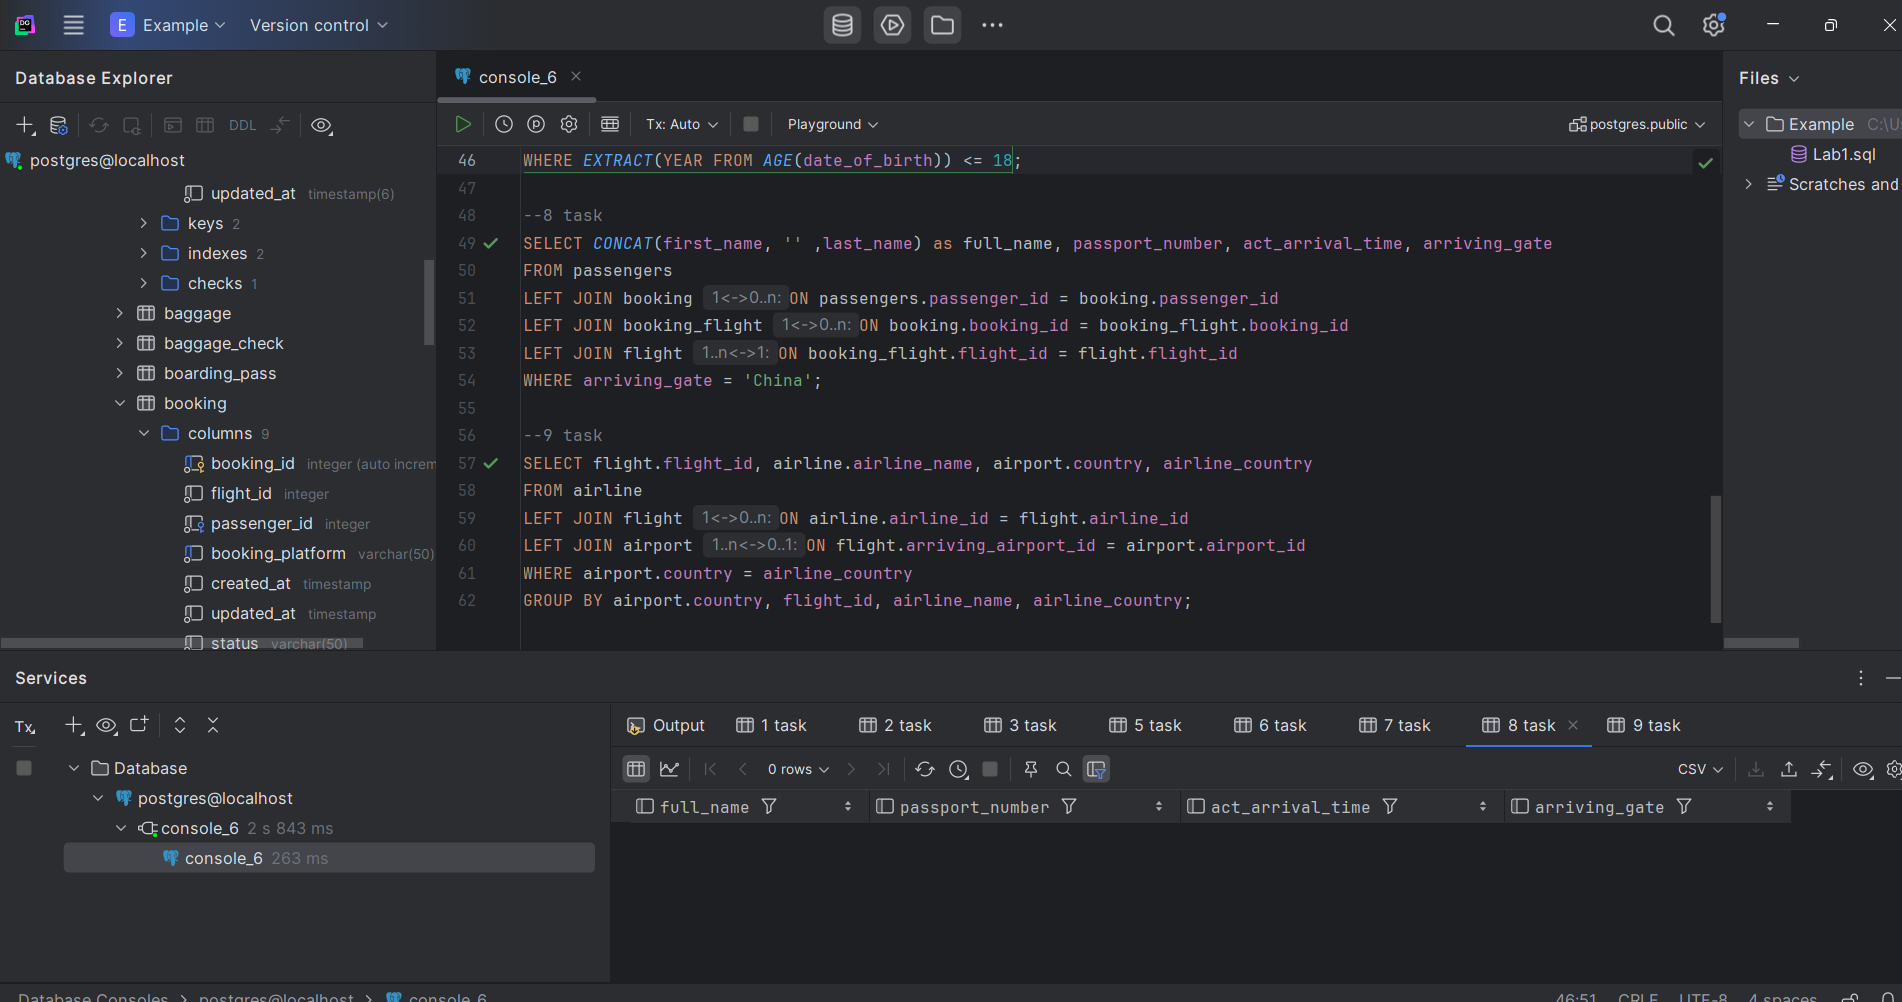 E Example Version control
Database Explorer
console_6
Files
DDL
Tx: Auto
Playground
postgres.public
Example C:\U
Lab1.sql
Scratches and
postgres@localhost
updated_at timestamp(6)
keys 2
indexes 2
checks 1
baggage
baggage_check
boarding_pass
booking
columns 9
booking_id integer (auto increm
flight_id integer
passenger_id integer
booking_platform varchar(50)
created_at timestamp
updated_at timestamp
status varchar(50)
46 WHERE EXTRACT(YEAR FROM AGE(date_of_birth)) <= 18;
47
48 --8 task
49 SELECT CONCAT(first_name, '' ,last_name) as full_name, passport_number, act_arrival_time, arriving_gate
50 FROM passengers
51 LEFT JOIN booking 1<->0..n: ON passengers.passenger_id = booking.passenger_id
52 LEFT JOIN booking_flight 1<->0..n: ON booking.booking_id = booking_flight.booking_id
53 LEFT JOIN flight 1..n<->1: ON booking_flight.flight_id = flight.flight_id
54 WHERE arriving_gate = 'China';
55
56 --9 task
57 SELECT flight.flight_id, airline.airline_name, airport.country, airline_country
58 FROM airline
59 LEFT JOIN flight 1<->0..n: ON airline.airline_id = flight.airline_id
60 LEFT JOIN airport 1..n<->0..1: ON flight.arriving_airport_id = airport.airport_id
61 WHERE airport.country = airline_country
62 GROUP BY airport.country, flight_id, airline_name, airline_country;
Services
Tx
Database
postgres@localhost
console_6 2 s 843 ms
console_6 263 ms
Output 1 task 2 task 3 task 5 task 6 task 7 task 8 task 9 task
0 rows
CSV
full_name passport_number act_arrival_time arriving_gate
Database Consoles > postgres@localhost > console_6
46:51 CRLF UTF-8 4 spaces